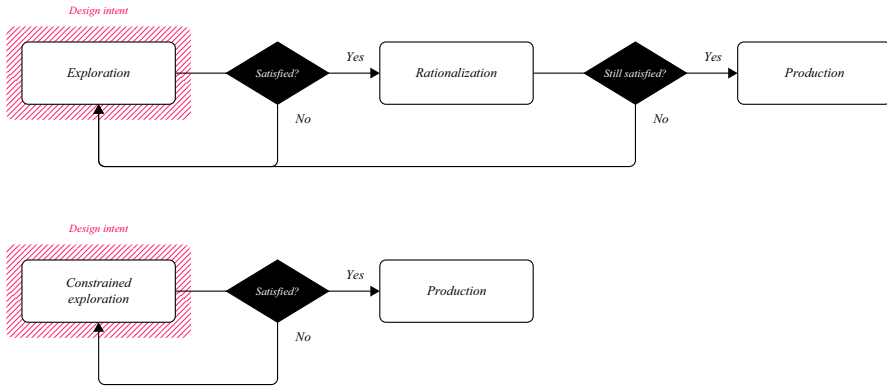 Design intent
Exploration
Satisfied?
Yes
No
Rationalization
Still satisfied?
Yes
No
Production
Design intent
Constrained
exploration
Satisfied?
Yes
No
Production